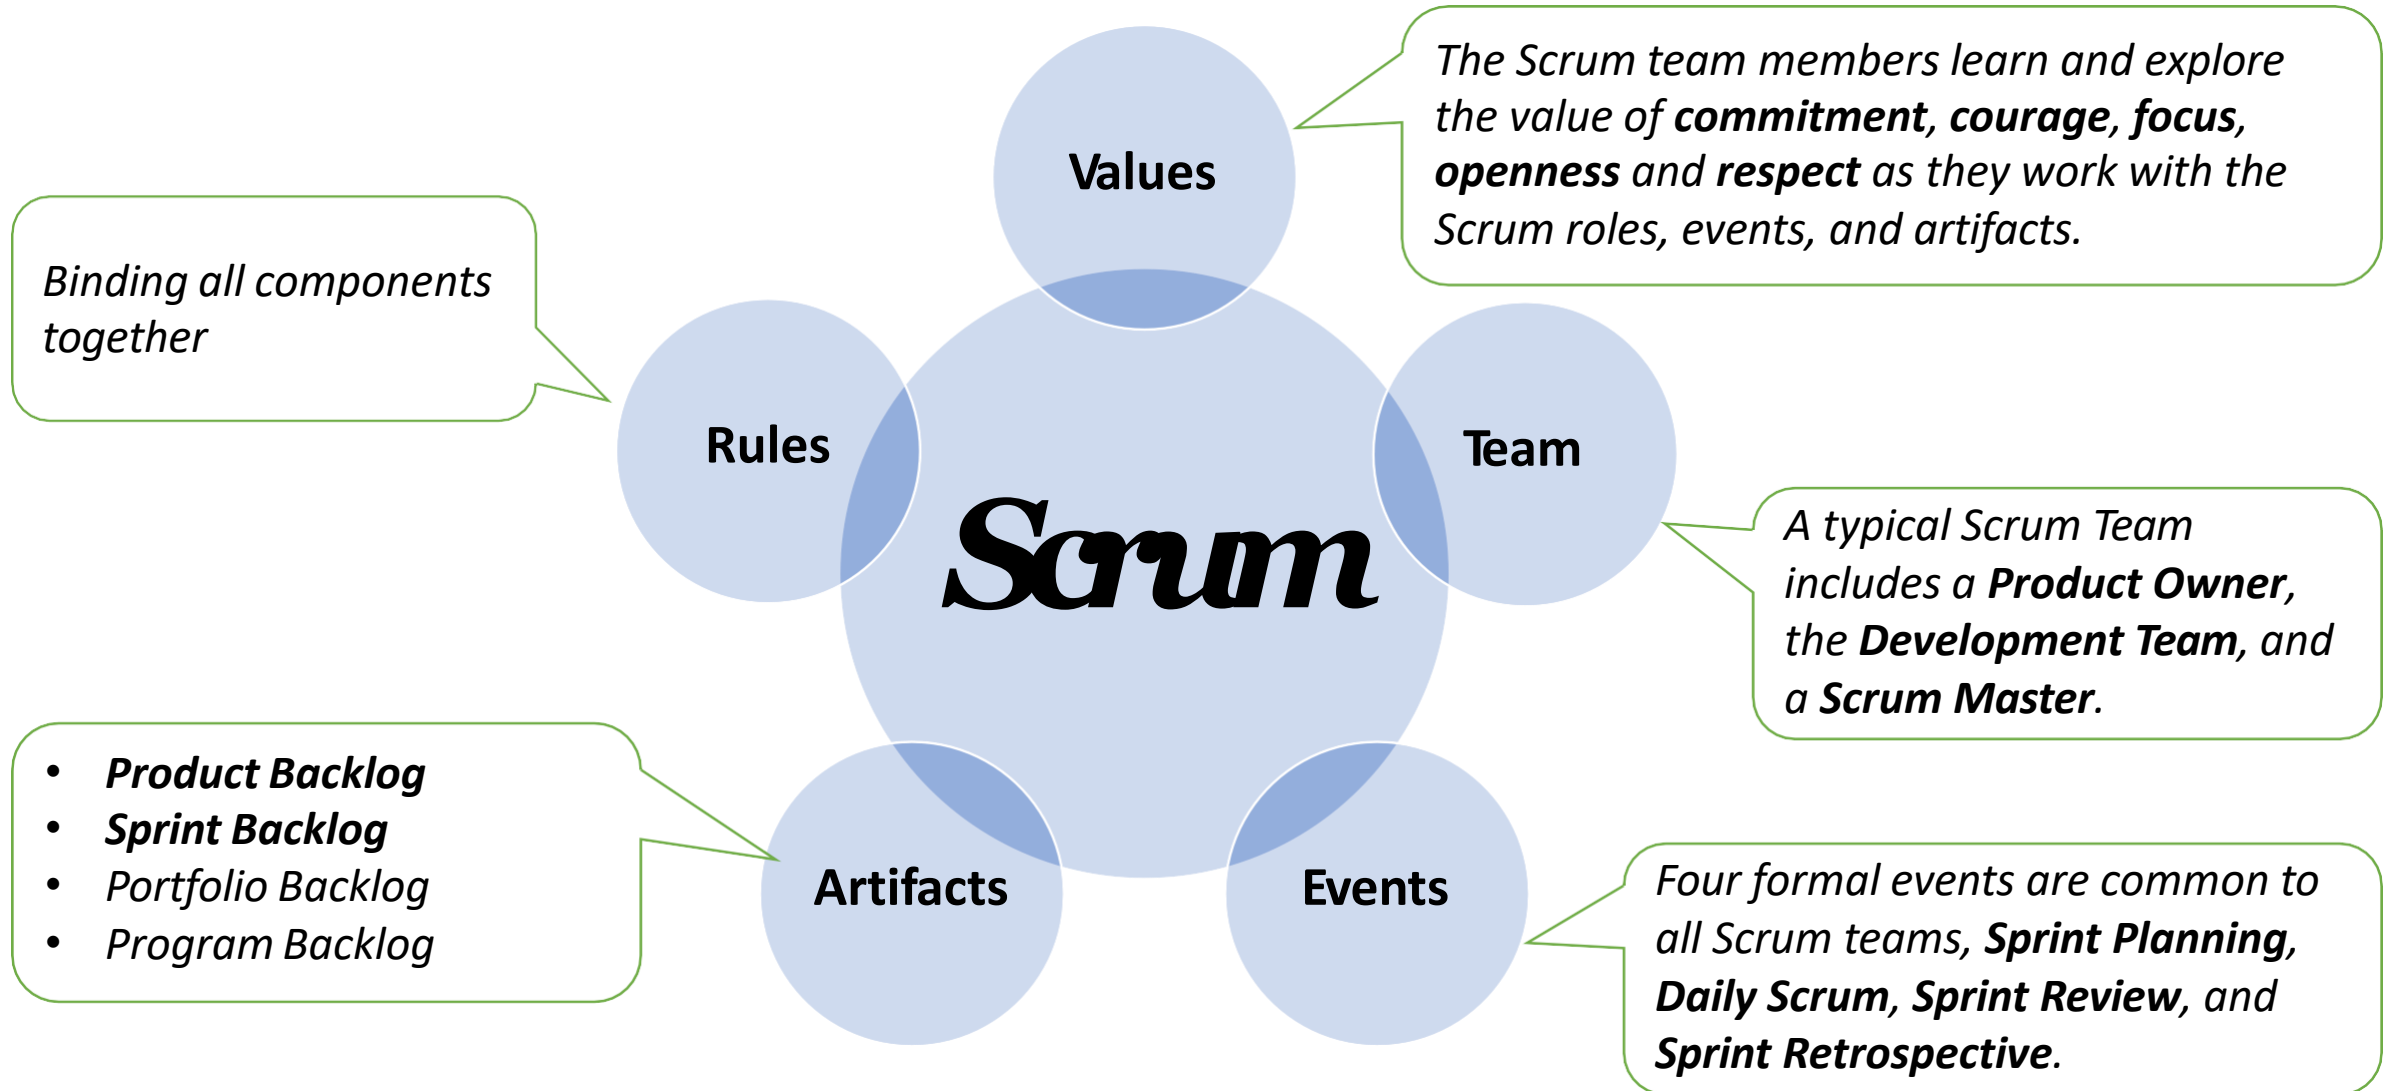 Values
The Scrum team members learn and explore
the value of commitment, courage, focus,
openness and respect as they work with the
Scrum roles, events, and artifacts.
Binding all components
together
Rules
Team
Scrum
A typical Scrum Team
includes a Product Owner,
the Development Team, and
a Scrum Master.
• Product Backlog
• Sprint Backlog
• Portfolio Backlog
• Program Backlog
Artifacts
Events
Four formal events are common to
all Scrum teams, Sprint Planning,
Daily Scrum, Sprint Review, and
Sprint Retrospective.